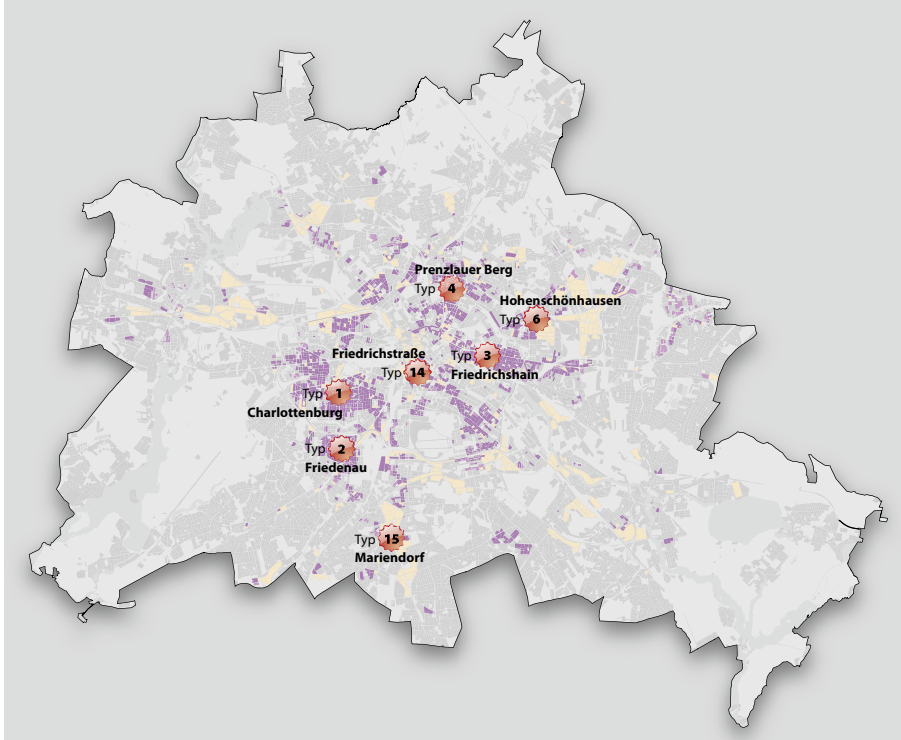 Prenzlauer Berg
Typ 4
Hohenschönhausen
Typ 6
Friedrichstraße
Typ 14
Typ 3
Friedrichshain
Typ 1
Charlottenburg
Typ 2
Friedenau
Typ 15
Mariendorf